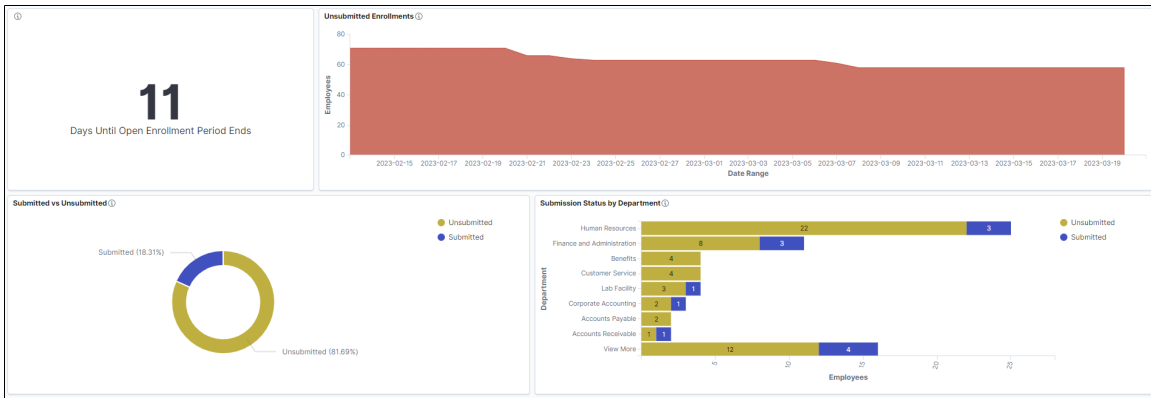 11
Days Until Open Enrollment Period Ends
Unsubmitted Enrollments
Employees
80
60
40
20
0
2023-02-15 2023-02-17 2023-02-19 2023-02-21 2023-02-23 2023-02-25 2023-02-27 2023-03-01 2023-03-03 2023-03-05 2023-03-07 2023-03-09 2023-03-11 2023-03-13 2023-03-15 2023-03-17 2023-03-19
Date Range
Submitted vs Unsubmitted
Unsubmitted
Submitted
Submitted (18.31%)
Unsubmitted (81.69%)
Submission Status by Department
Unsubmitted
Submitted
Department
Human Resources 22 3
Finance and Administration 8 3
Benefits 4
Customer Service 4
Lab Facility 3 1
Corporate Accounting 2 1
Accounts Payable 2
Accounts Receivable 1 1
View More 12 4
5 10 15 20 25
Employees